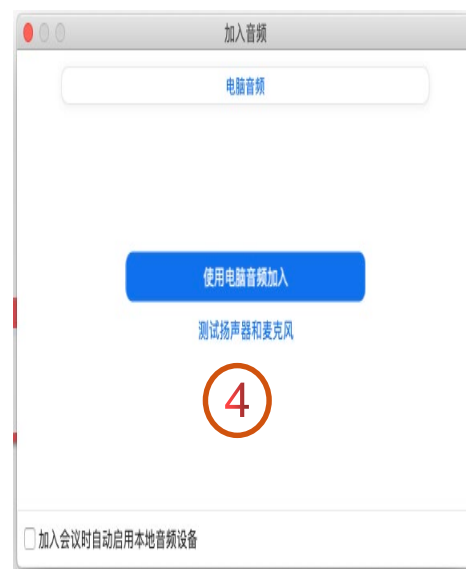 加入音频
电脑音频
使用电脑音频加入
测试扬声器和麦克风
4
加入会议时自动启用本地音频设备